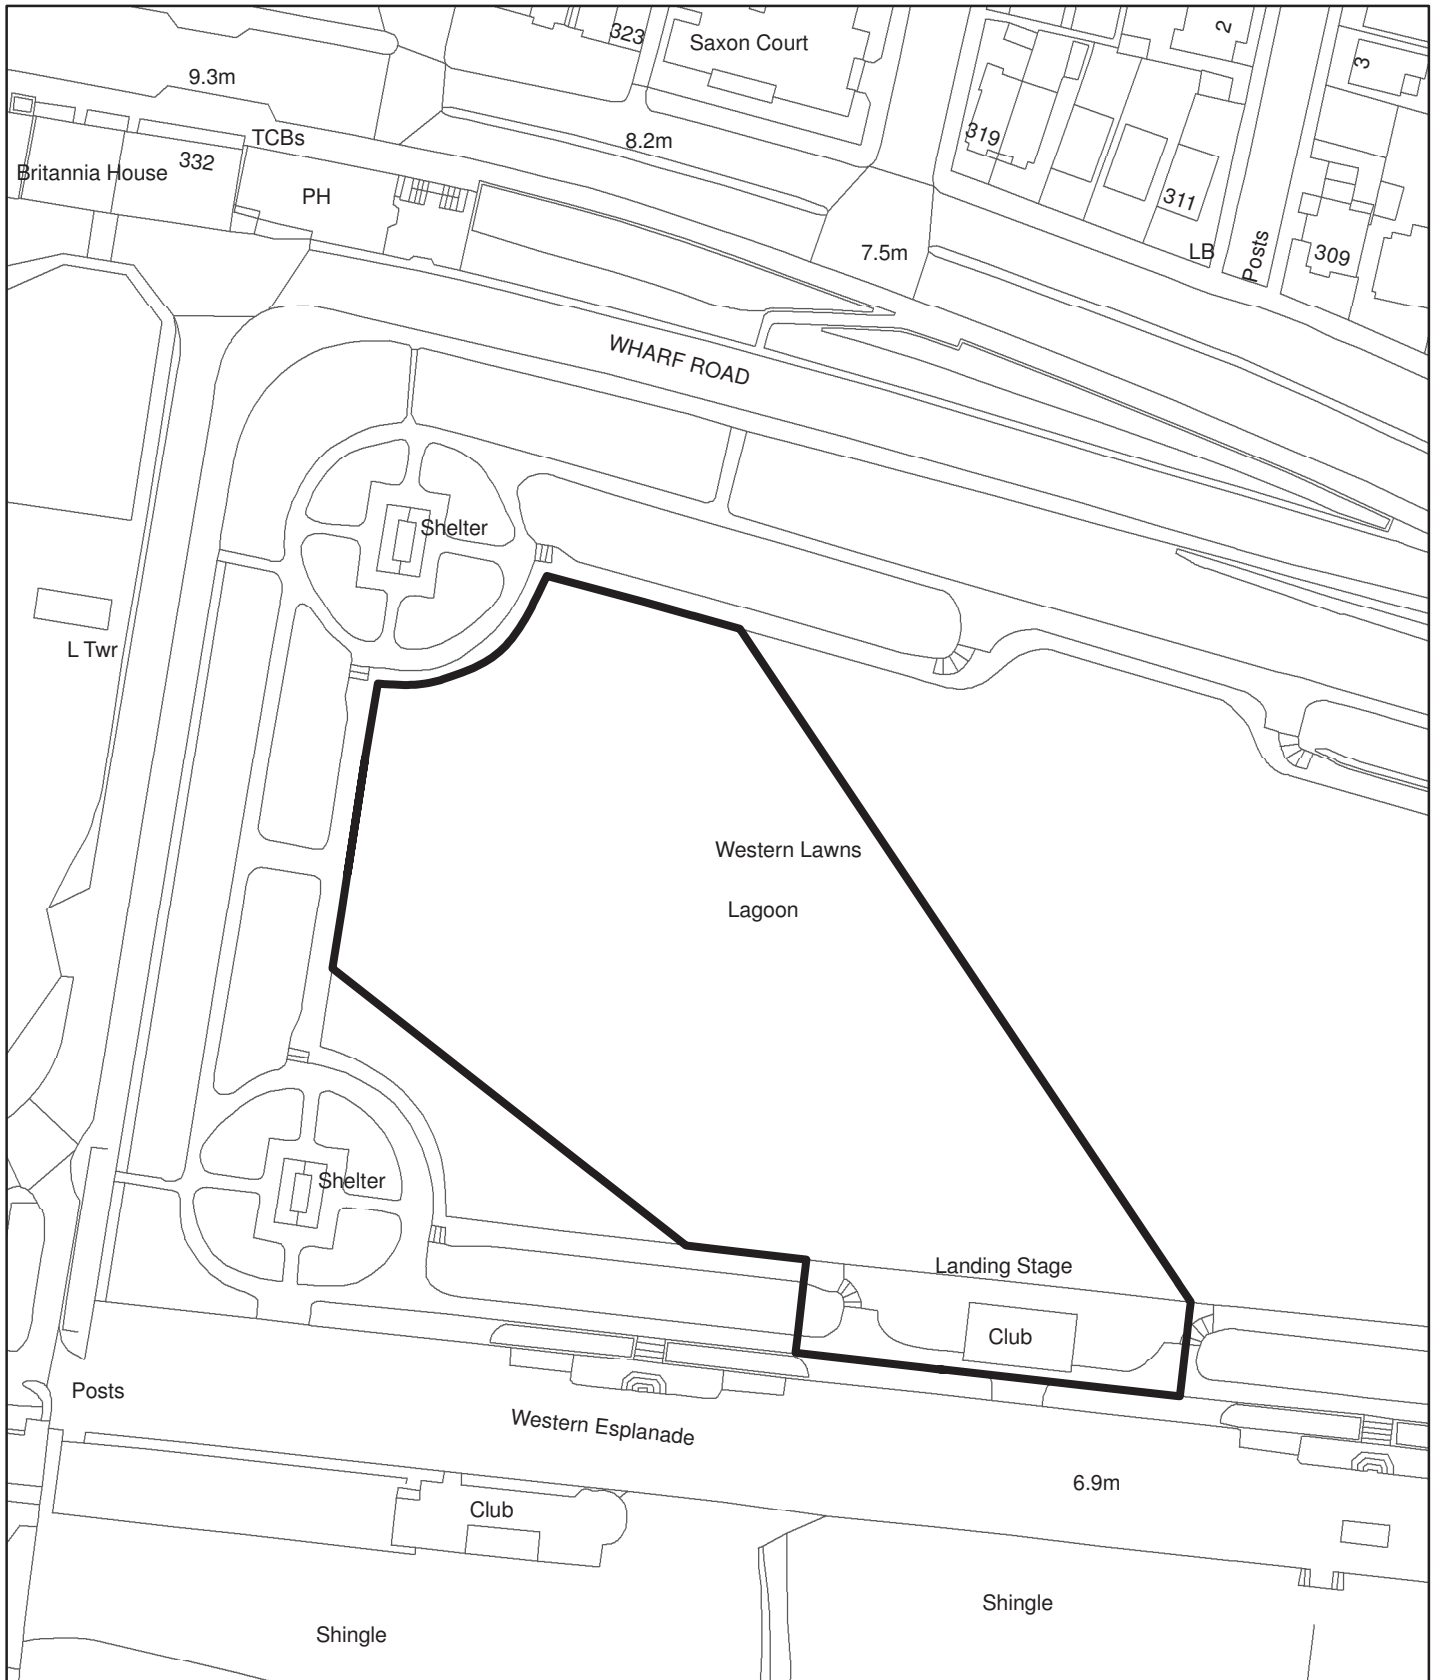 323
Saxon Court
2
3
9.3m
TCBs
8.2m
319
Britannia House
332
PH
311
7.5m
LB
Posts
309
WHARF ROAD
Shelter
L Twr
Western Lawns
Lagoon
Shelter
Landing Stage
Club
Posts
Western Esplanade
6.9m
Club
Shingle
Shingle